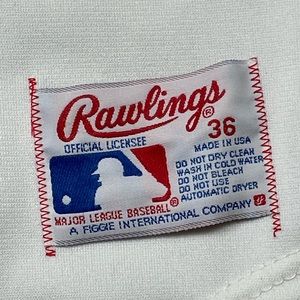 Rawlings®
36
OFFICIAL LICENSEE
MADE IN USA
DO NOT DRY CLEAN
WASH IN COLD WATER
DO NOT BLEACH
DO NOT USE
AUTOMATIC DRYER
MAJOR LEAGUE BASEBALL®
A FIGGIE INTERNATIONAL COMPANY